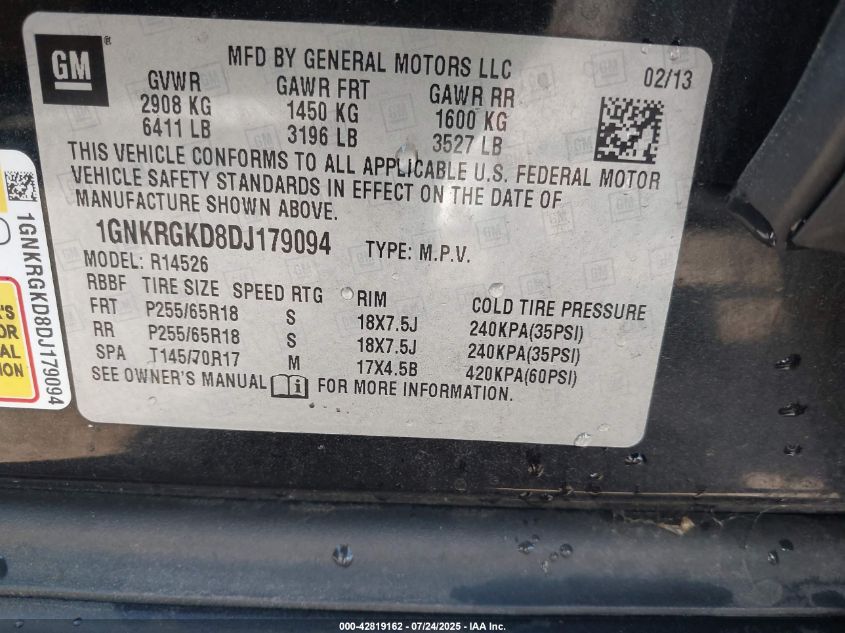 GM
®
MFD BY GENERAL MOTORS LLC
02/13
GVWR GAWR FRT GAWR RR
2908 KG 1450 KG 1600 KG
6411 LB 3196 LB 3527 LB
THIS VEHICLE CONFORMS TO ALL APPLICABLE U.S. FEDERAL MOTOR
VEHICLE SAFETY STANDARDS IN EFFECT ON THE DATE OF
MANUFACTURE SHOWN ABOVE.
1GNKRGKD8DJ179094 TYPE: M.P.V.
MODEL: R14526
RBBF TIRE SIZE SPEED RTG RIM COLD TIRE PRESSURE
FRT P255/65R18 S 18X7.5J 240KPA(35PSI)
RR P255/65R18 S 18X7.5J 240KPA(35PSI)
SPA T145/70R17 M 17X4.5B 420KPA(60PSI)
SEE OWNER'S MANUAL i FOR MORE INFORMATION.
1GNKRGKD8DJ179094
'S
OR
AL
ION
000-42819162 - 07/24/2025 - IAA Inc.